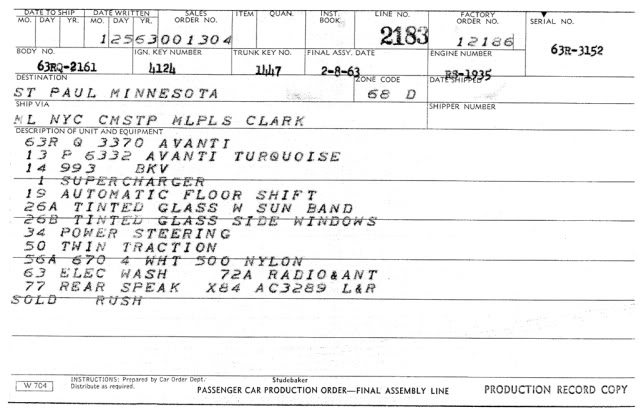 DATE TO SHIP DATE WRITTEN SALES ITEM QUAN. INST. LINE NO. FACTORY SERIAL NO.
MO. DAY YR. MO. DAY YR. ORDER NO. BOOK ORDER NO.
1 25 63 001304 2183 12186 63R-3152
BODY NO. IGN. KEY NUMBER TRUNK KEY NO. FINAL ASSY. DATE ENGINE NUMBER
63RQ-2161 4124 1447 2-8-63 RS-1935
DESTINATION ZONE CODE DATE SHIPPED
ST PAUL MINNESOTA 68 D
SHIP VIA SHIPPER NUMBER
NL NYC CMSTP MLPLS CLARK
DESCRIPTION OF UNIT AND EQUIPMENT
63R Q 3370 AVANTI
13 P 6332 AVANTI TURQUOISE
14 993 BKV
1 SUPERCHARGER
19 AUTOMATIC FLOOR SHIFT
26A TINTED GLASS W SUN BAND
26B TINTED GLASS SIDE WINDOWS
34 POWER STEERING
50 TWIN TRACTION
56A 670 4 WHT 500 NYLON
63 ELEC WASH 72A RADIO&ANT
77 REAR SPEAK X84 AC3289 L&R
SOLD RUSH
W 704 INSTRUCTIONS: Prepared by Car Order Dept. Distribute as required.
Studebaker
PASSENGER CAR PRODUCTION ORDER—FINAL ASSEMBLY LINE PRODUCTION RECORD COPY